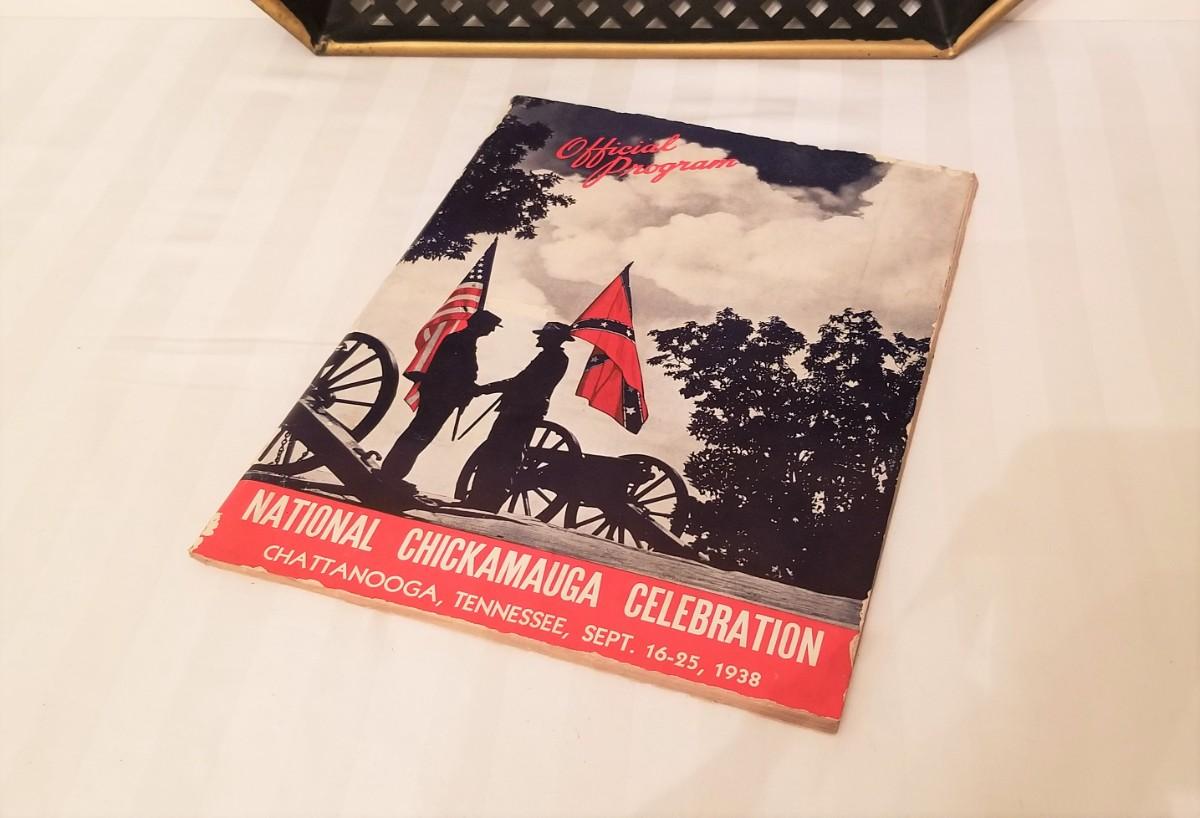 Official
Program
NATIONAL CHICKAMAUGA CELEBRATION
CHATTANOOGA, TENNESSEE, SEPT. 16-25, 1938